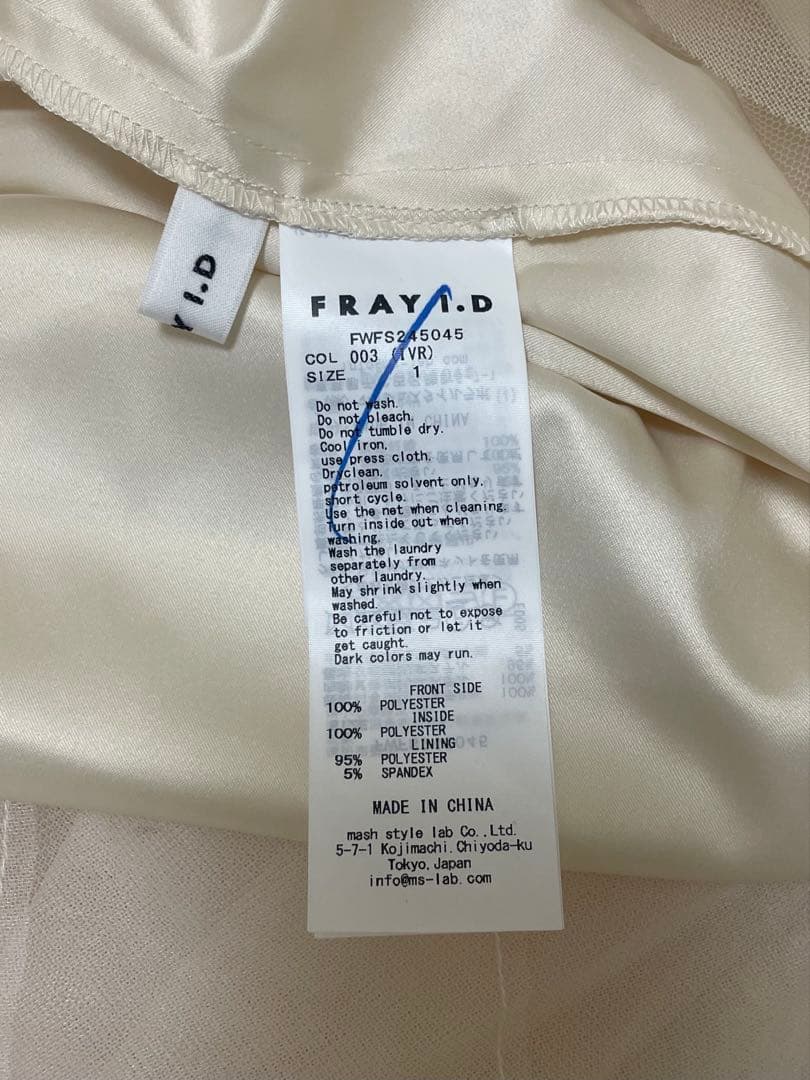 Y I.D
FRAY I.D
FWFS245045
COL 003 (IVR)
SIZE 1
Do not wash.
Do not bleach.
Do not tumble dry.
Cool iron.
use press cloth.
Dryclean.
petroleum solvent only.
short cycle.
Use the net when cleaning.
Turn inside out when
washing.
Wash the laundry
separately from
other laundry.
May shrink slightly when
washed.
Be careful not to expose
to friction or let it
get caught.
Dark colors may run.
FRONT SIDE
100% POLYESTER
INSIDE
100% POLYESTER
LINING
95% POLYESTER
5% SPANDEX
MADE IN CHINA
mash style lab Co.,Ltd.
5-7-1 Kojimachi,Chiyoda-ku
Tokyo,Japan
info@ms-lab.com